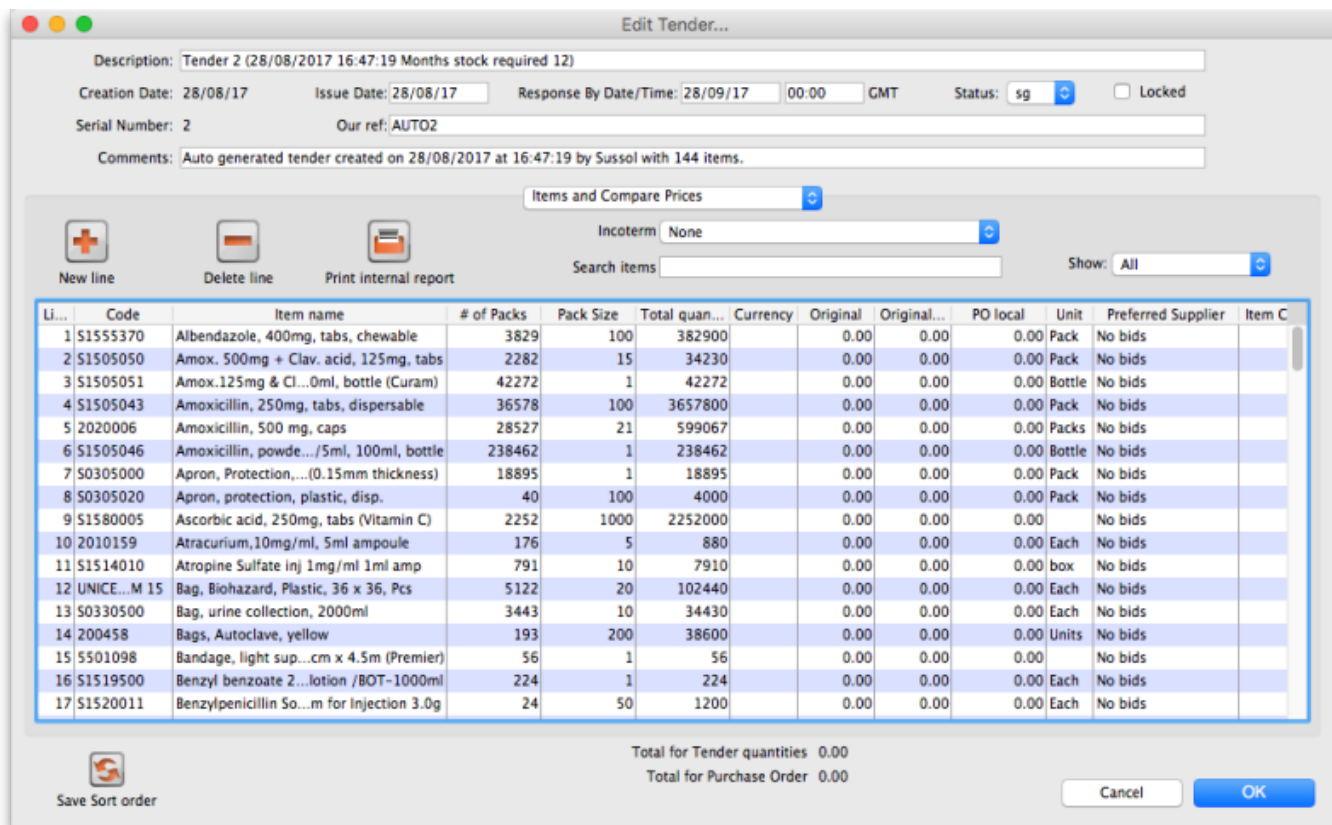 Edit Tender...
Description: Tender 2 (28/08/2017 16:47:19 Months stock required 12)
Creation Date: 28/08/17 Issue Date: 28/08/17 Response By Date/Time: 28/09/17 00:00 GMT Status: sg Locked
Serial Number: 2 Our ref: AUTO2
Comments: Auto generated tender created on 28/08/2017 at 16:47:19 by Sussol with 144 items.
Items and Compare Prices
Incoterm None
Search items Show: All
New line Delete line Print internal report
Li... Code Item name # of Packs Pack Size Total quan... Currency Original Original... PO local Unit Preferred Supplier Item C
1 S1555370 Albendazole, 400mg, tabs, chewable 3829 100 382900 0.00 0.00 0.00 Pack No bids
2 S1505050 Amox. 500mg + Clav. acid, 125mg, tabs 2282 15 34230 0.00 0.00 0.00 Pack No bids
3 S1505051 Amox.125mg & Cl...0ml, bottle (Curam) 42272 1 42272 0.00 0.00 0.00 Bottle No bids
4 S1505043 Amoxicillin, 250mg, tabs, dispersable 36578 100 3657800 0.00 0.00 0.00 Pack No bids
5 2020006 Amoxicillin, 500 mg, caps 28527 21 599067 0.00 0.00 0.00 Packs No bids
6 S1505046 Amoxicillin, powde.../5ml, 100ml, bottle 238462 1 238462 0.00 0.00 0.00 Bottle No bids
7 S0305000 Apron, Protection,...(0.15mm thickness) 18895 1 18895 0.00 0.00 0.00 Pack No bids
8 S0305020 Apron, protection, plastic, disp. 40 100 4000 0.00 0.00 0.00 Pack No bids
9 S1580005 Ascorbic acid, 250mg, tabs (Vitamin C) 2252 1000 2252000 0.00 0.00 0.00 No bids
10 2010159 Atracurium,10mg/ml, 5ml ampoule 176 5 880 0.00 0.00 0.00 Each No bids
11 S1514010 Atropine Sulfate inj 1mg/ml 1ml amp 791 10 7910 0.00 0.00 0.00 box No bids
12 UNICE...M 15 Bag, Biohazard, Plastic, 36 x 36, Pcs 5122 20 102440 0.00 0.00 0.00 Each No bids
13 S0330500 Bag, urine collection, 2000ml 3443 10 34430 0.00 0.00 0.00 Each No bids
14 200458 Bags, Autoclave, yellow 193 200 38600 0.00 0.00 0.00 Units No bids
15 5501098 Bandage, light sup...cm x 4.5m (Premier) 56 1 56 0.00 0.00 0.00 No bids
16 S1519500 Benzyl benzoate 2...lotion /BOT-1000ml 224 1 224 0.00 0.00 0.00 Each No bids
17 S1520011 Benzylpenicillin So...m for Injection 3.0g 24 50 1200 0.00 0.00 0.00 Each No bids
Total for Tender quantities 0.00
Total for Purchase Order 0.00
Save Sort order Cancel OK